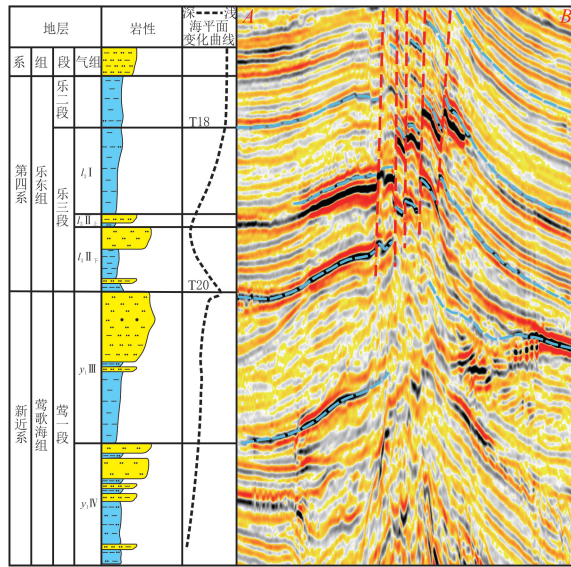 地层 岩性 深 浅
海平面
变化曲线
系 组 段 气组
乐二段
T18
第四系 乐东组 乐三段
l₃Ⅰ
l₃Ⅱ上
l₃Ⅱ下
T20
新近系 莺歌海组 莺一段
y₁Ⅲ
y₁Ⅳ
A B